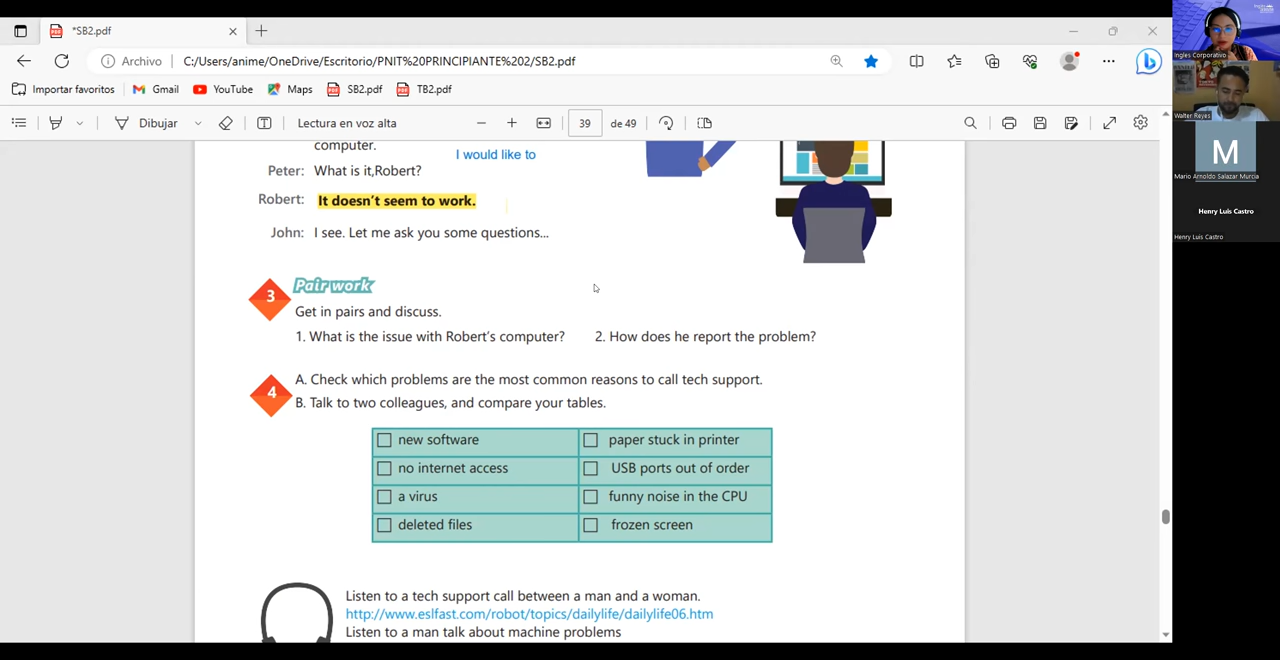 *SB2.pdf
Archivo C:/Users/anime/OneDrive/Escritorio/PNIT%20PRINCIPIANTE%202/SB2.pdf
Importar favoritos Gmail YouTube Maps SB2.pdf TB2.pdf
Dibujar Lectura en voz alta 39 de 49
computer.
I would like to
Peter: What is it,Robert?
Robert: It doesn't seem to work.
John: I see. Let me ask you some questions...
3 Pair work
Get in pairs and discuss.
1. What is the issue with Robert's computer? 2. How does he report the problem?
4 A. Check which problems are the most common reasons to call tech support.
B. Talk to two colleagues, and compare your tables.
new software paper stuck in printer
no internet access USB ports out of order
a virus funny noise in the CPU
deleted files frozen screen
Listen to a tech support call between a man and a woman.
http://www.eslfast.com/robot/topics/dailylife/dailylife06.htm
Listen to a man talk about machine problems
Ingles Corporativo
Walter Reyes
M
Mario Arnoldo Salazar Murcia
Henry Luis Castro
Henry Luis Castro